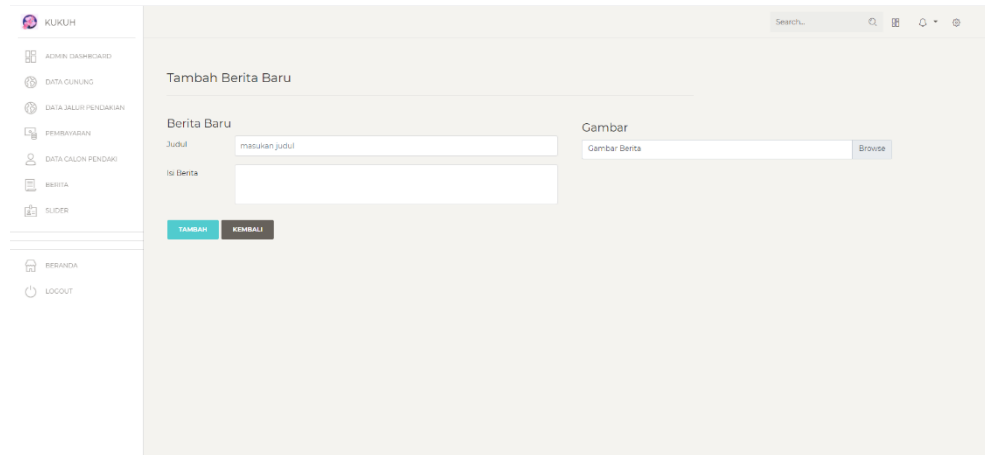 KUKUH
Search...
ADMIN DASHBOARD
DATA GUNUNG
DATA JALUR PENDAKIAN
PEMBAYARAN
DATA CALON PENDAKI
BERITA
SLIDER
BERANDA
LOGOUT
Tambah Berita Baru
Berita Baru
Judul
masukan judul
Isi Berita
TAMBAH
KEMBALI
Gambar
Gambar Berita
Browse